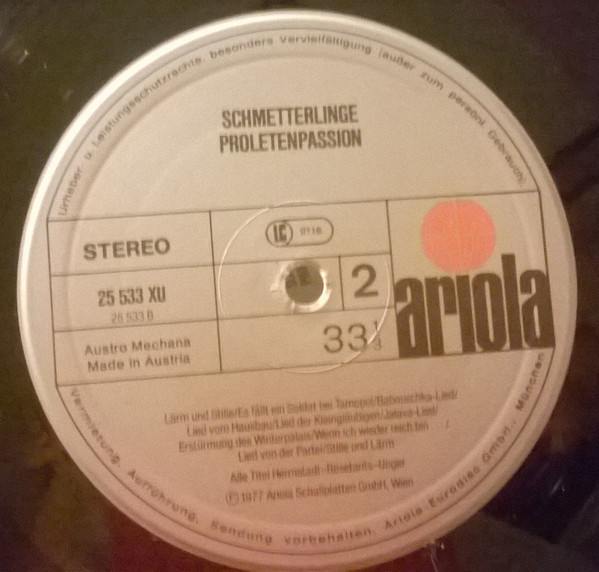 Urheber u. Leistungsschutzrechte, besonders Vervielfältigung (außer zum persönl. Gebrauch),
SCHMETTERLINGE
PROLETENPASSION
STEREO
LC 0116
25 533 XU
25 533 B
2
ariola
Austro Mechana
Made in Austria
33 1/3
Lärm und Stille/Es fällt ein Soldat bei Tarnopol/Babuschka-Lied/
Lied vom Hausbau/Lied der Kleingläubigen/Jalava-Lied/
Erstürmung des Winterpalais/Wenn ich wieder reich bin
Lied von der Partei/Stille und Lärm
Alle Titel Herrnstadt-Resetarits-Unger
℗ 1977 Ariola Schallplatten GmbH, Wien
Vermietung, Aufführung, Sendung vorbehalten. Ariola Eurodisc GmbH., München